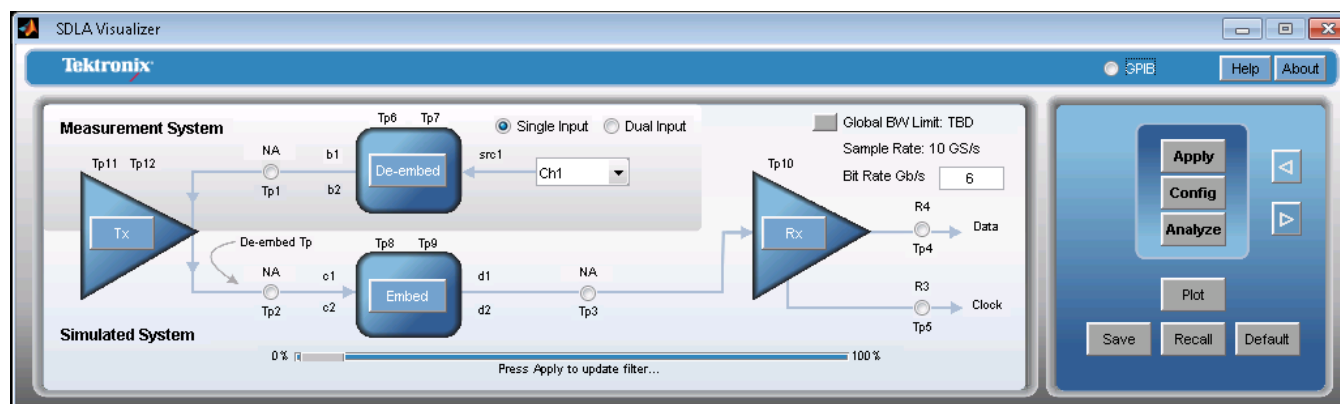 SDLA Visualizer
Tektronix
GPIB
Help
About
Measurement System
Tp6 Tp7
Single Input
Dual Input
Global BW Limit: TBD
Sample Rate: 10 GS/s
Bit Rate Gb/s
6
Tp11 Tp12
NA
Tp1
b1
b2
De-embed
src1
Ch1
Tp10
Tx
Rx
R4
Tp4
Data
De-embed Tp
Tp8 Tp9
NA
Tp2
c1
c2
Embed
d1
d2
NA
Tp3
R3
Tp5
Clock
Simulated System
0 %
100 %
Press Apply to update filter...
Apply
Config
Analyze
Plot
Save
Recall
Default